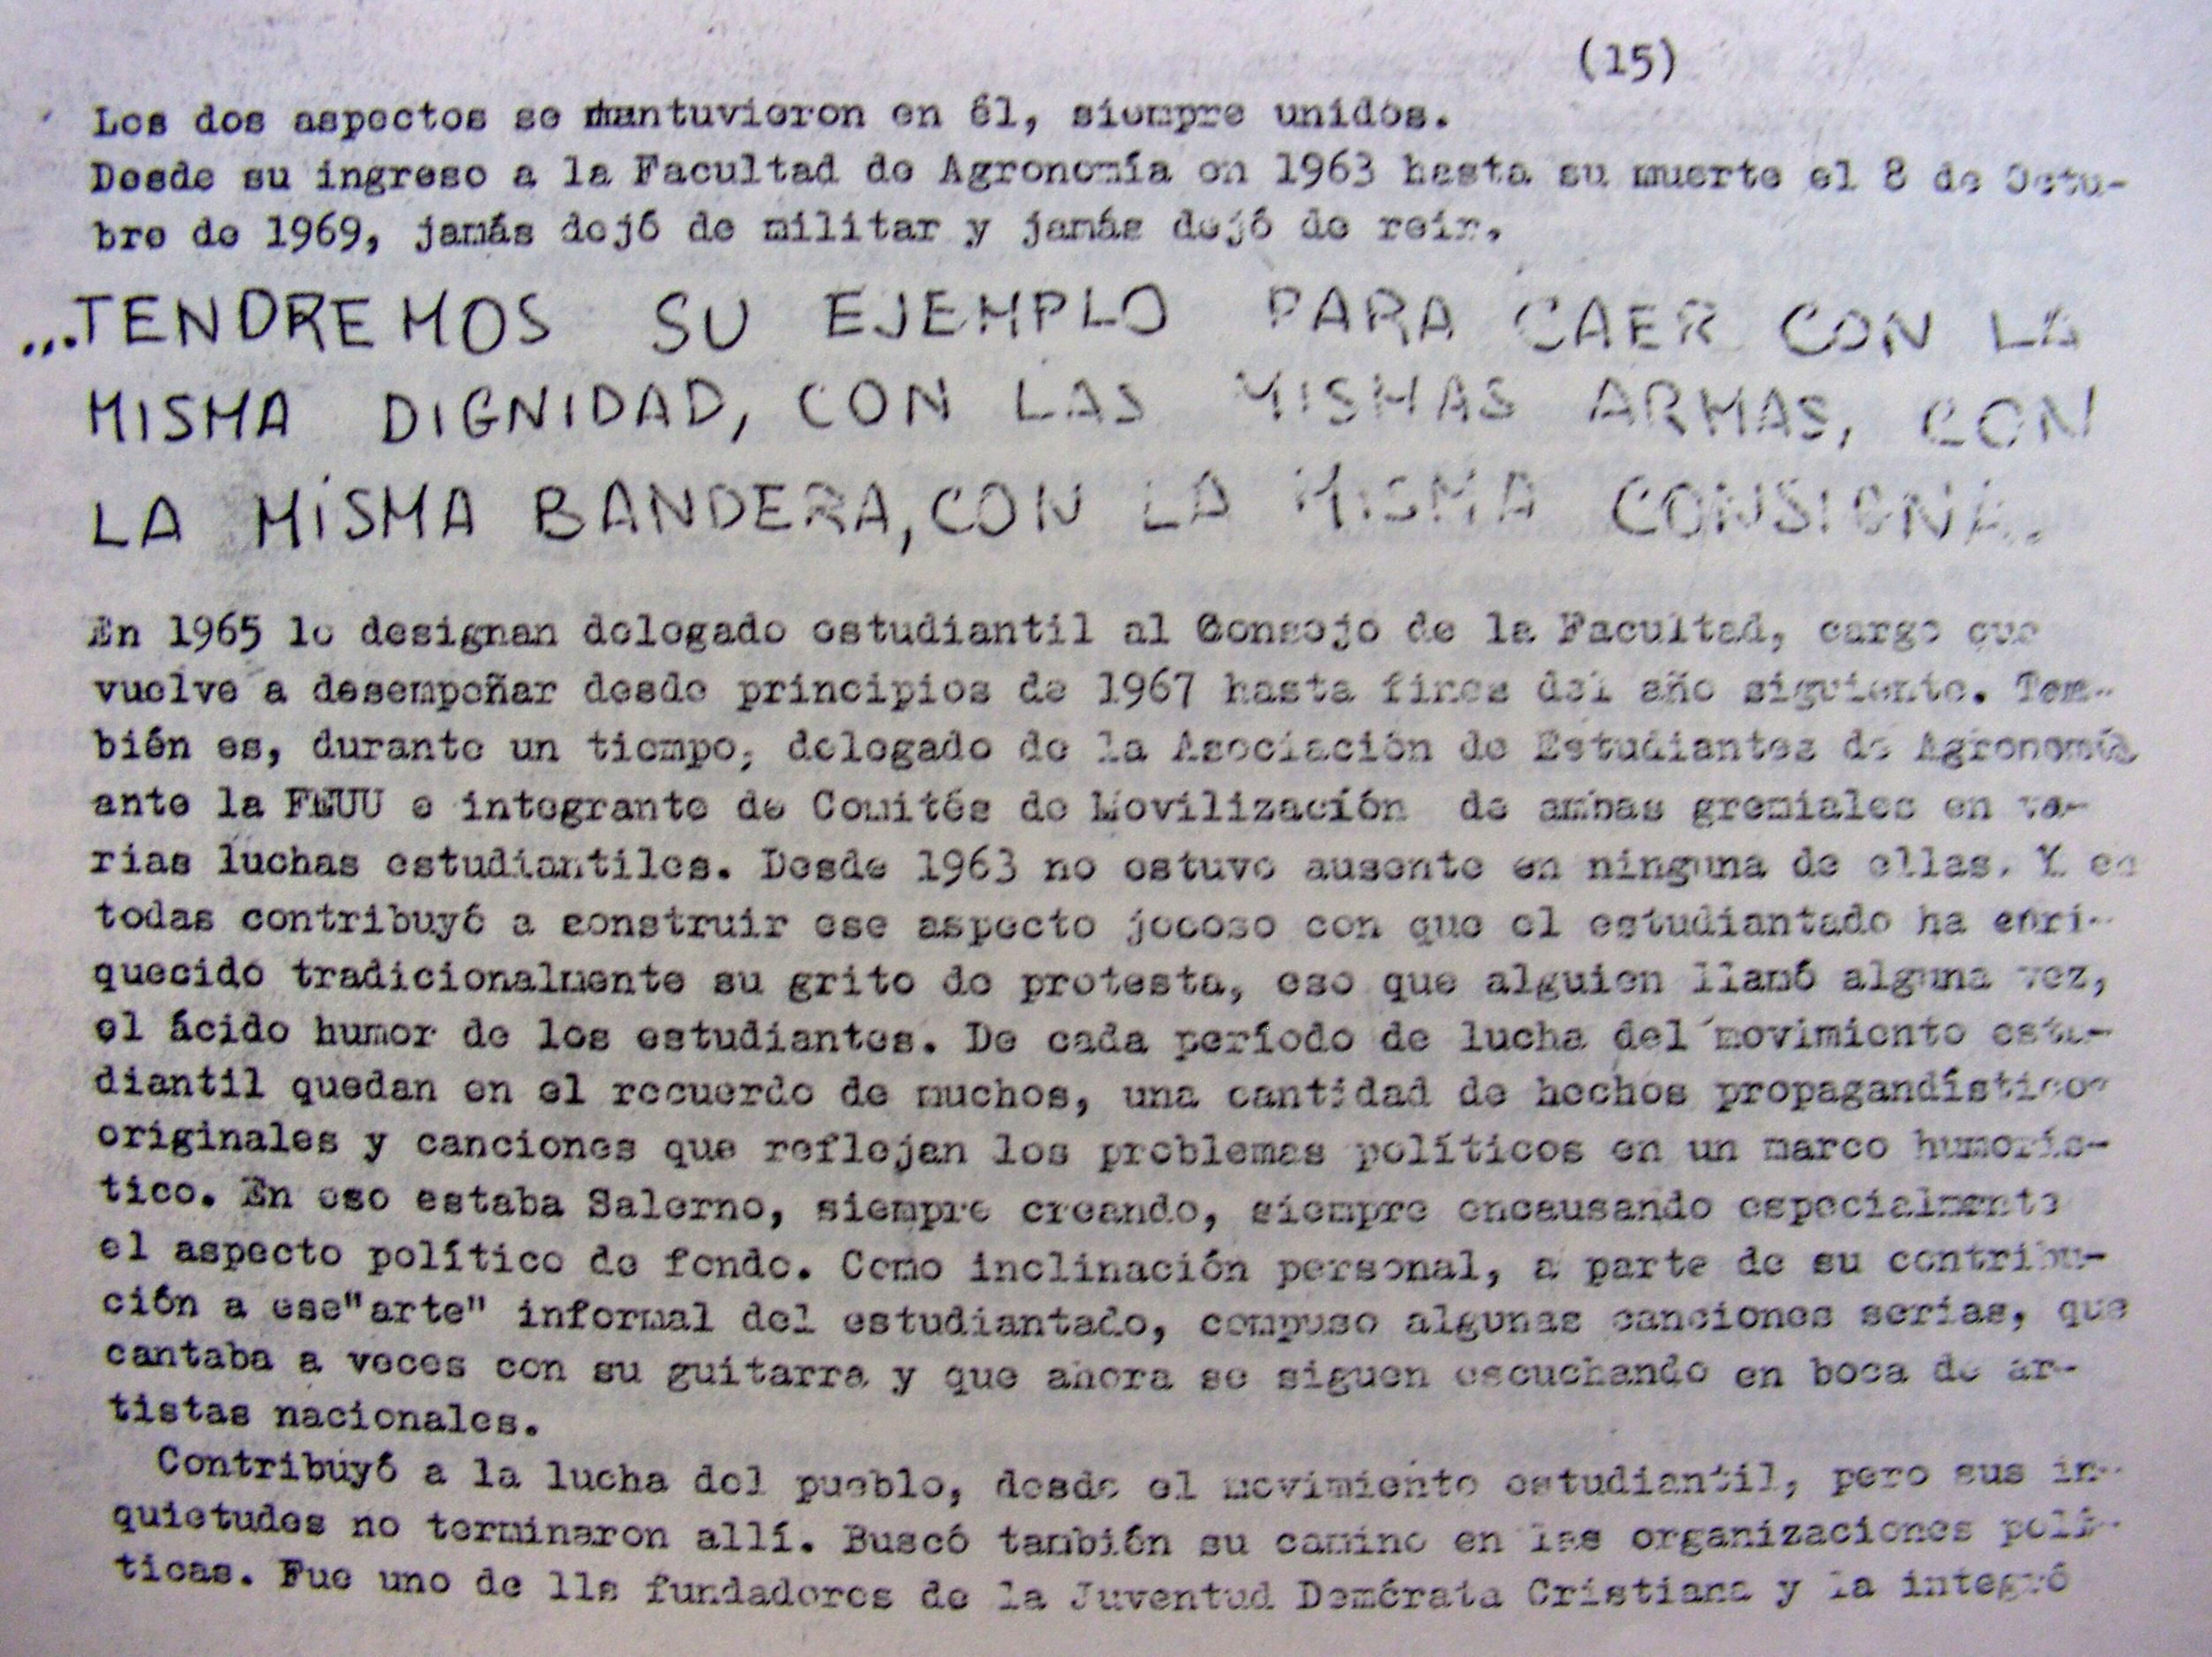 (15)
Los dos aspectos se mantuvieron en él, siempre unidos.
Desde su ingreso a la Facultad de Agronomía en 1963 hasta su muerte el 8 de Octu-
bre de 1969, jamás dejó de militar y jamás dejó de reir.
...TENDREMOS SU EJEMPLO PARA CAER CON LA
MISMA DIGNIDAD, CON LAS MISMAS ARMAS, CON
LA MISMA BANDERA, CON LA MISMA CONSIGNA.
En 1965 lo designan delegado estudiantil al Consejo de la Facultad, cargo que
vuelve a desempeñar desde principios de 1967 hasta fines del año siguiente. Tam-
bién es, durante un tiempo, delegado de la Asociación de Estudiantes de Agronomía
ante la FEUU e integrante de Comités de Movilización de ambas gremiales en va-
rias luchas estudiantiles. Desde 1963 no estuvo ausente en ninguna de ellas. Y en
todas contribuyó a construir ese aspecto jocoso con que el estudiantado ha enri-
quecido tradicionalmente su grito de protesta, eso que alguien llamó alguna vez,
el ácido humor de los estudiantes. De cada período de lucha del movimiento estu-
diantil quedan en el recuerdo de muchos, una cantidad de hechos propagandísticos
originales y canciones que reflejan los problemas políticos en un marco humorís-
tico. En eso estaba Salerno, siempre creando, siempre encausando especialmente
el aspecto político de fondo. Como inclinación personal, a parte de su contribu-
ción a ese"arte" informal del estudiantado, compuso algunas canciones serias, que
cantaba a veces con su guitarra y que ahora se siguen escuchando en boca de ar-
tistas nacionales.
Contribuyó a la lucha del pueblo, desde el movimiento estudiantil, pero sus in-
quietudes no terminaron allí. Buscó también su camino en las organizaciones polí-
ticas. Fue uno de lls fundadores de la Juventud Demócrata Cristiana y la integró